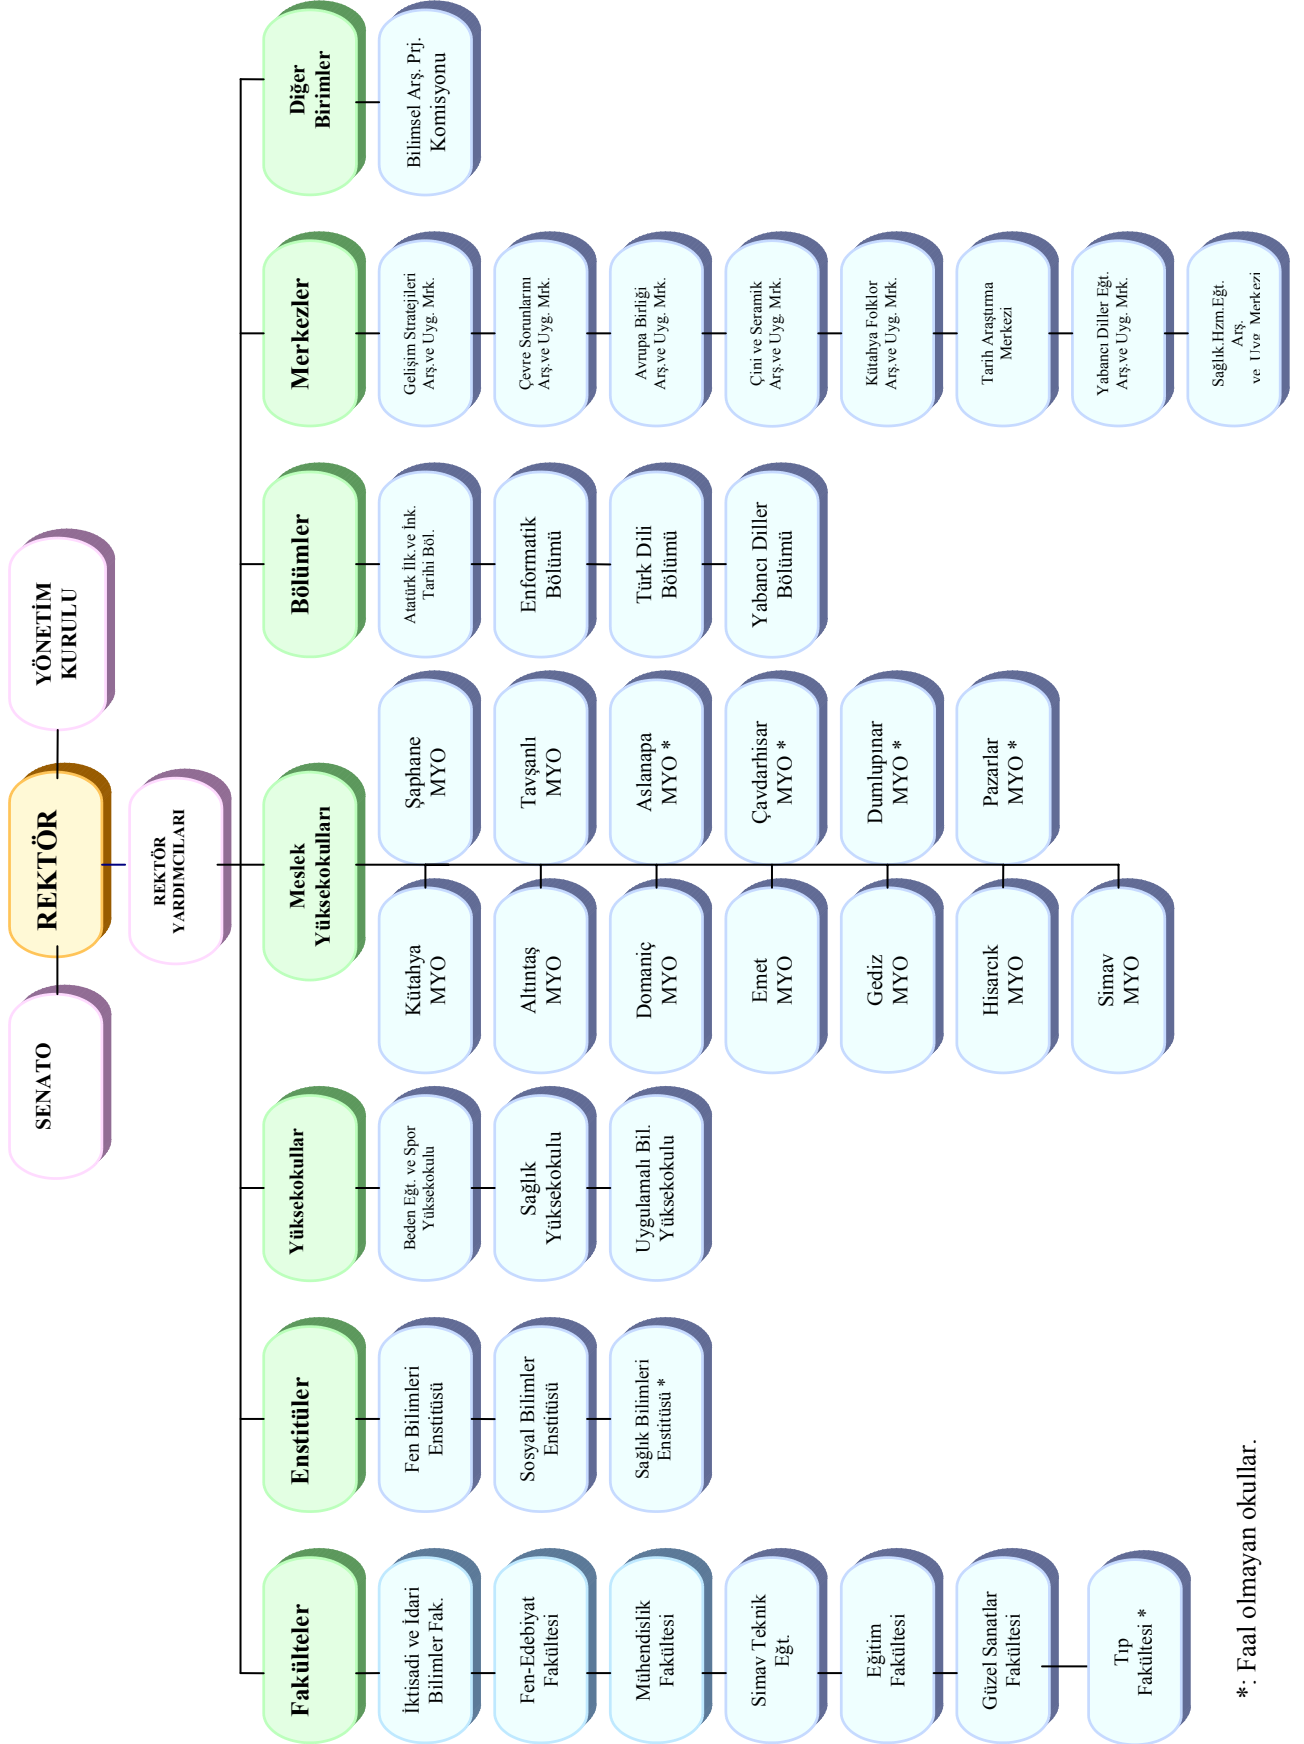 SENATO
REKTÖR
YÖNETİM
KURULU
REKTÖR
YARDIMCILARI
Fakülteler
İktisadi ve İdari
Bilimler Fak.
Fen-Edebiyat
Fakültesi
Mühendislik
Fakültesi
Simav Teknik
Eğt.
Eğitim
Fakültesi
Güzel Sanatlar
Fakültesi
Tıp
Fakültesi *
Enstitüler
Fen Bilimleri
Enstitüsü
Sosyal Bilimler
Enstitüsü
Sağlık Bilimleri
Enstitüsü *
Yüksekokullar
Beden Eğt. ve Spor
Yüksekokulu
Sağlık
Yüksekokulu
Uygulamalı Bil.
Yüksekokulu
Meslek
Yüksekokulları
Kütahya
MYO
Altıntaş
MYO
Domaniç
MYO
Emet
MYO
Gediz
MYO
Hisarcık
MYO
Simav
MYO
Şaphane
MYO
Tavşanlı
MYO
Aslanapa
MYO *
Çavdarhisar
MYO *
Dumlupınar
MYO *
Pazarlar
MYO *
Bölümler
Atatürk İlk.ve İnk.
Tarihi Böl.
Enformatik
Bölümü
Türk Dili
Bölümü
Yabancı Diller
Bölümü
Merkezler
Gelişim Stratejileri
Arş.ve Uyg. Mrk.
Çevre Sorunlarını
Arş.ve Uyg. Mrk.
Avrupa Birliği
Arş.ve Uyg. Mrk.
Çini ve Seramik
Arş.ve Uyg. Mrk.
Kütahya Folklor
Arş.ve Uyg. Mrk.
Tarih Araştırma
Merkezi
Yabancı Diller Eğt.
Arş.ve Uyg. Mrk.
Sağlık.Hzm.Eğt.
Arş.
ve Uyg. Merkezi
Diğer
Birimler
Bilimsel Arş. Prj.
Komisyonu
*: Faal olmayan okullar.